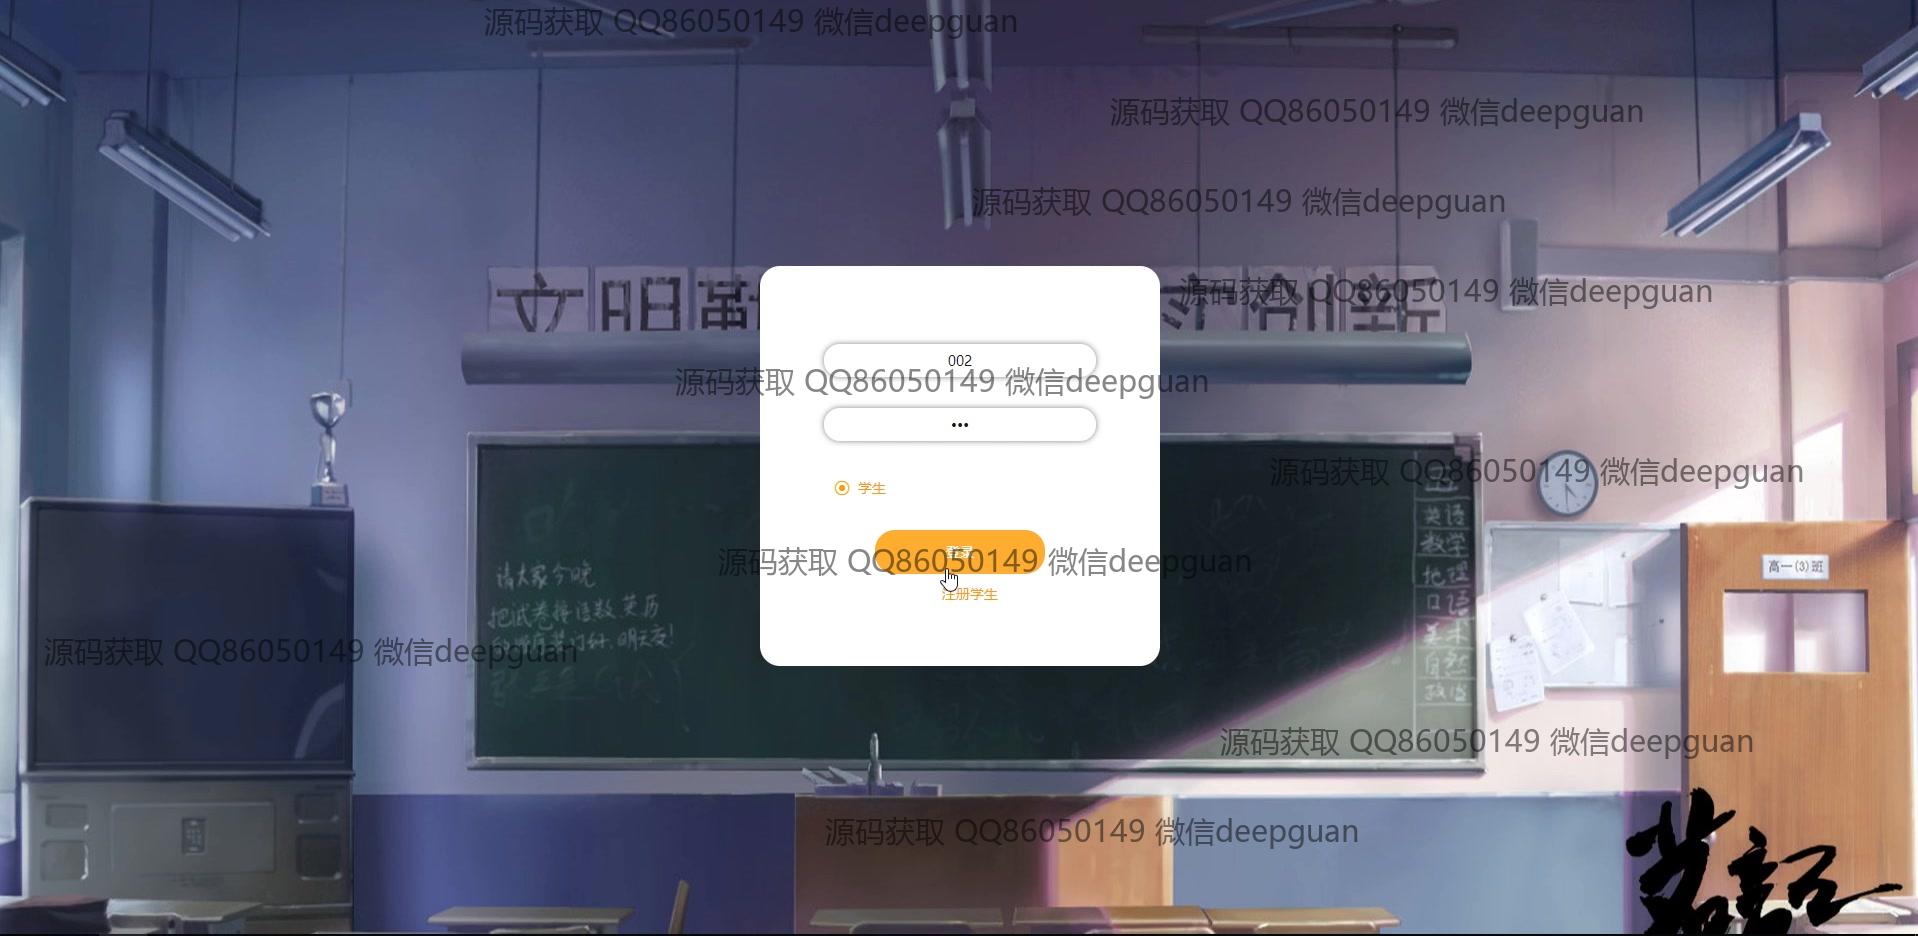 源码获取 QQ86050149 微信deepguan
源码获取 QQ86050149 微信deepguan
源码获取 QQ86050149 微信deepguan
文明勤
创新
源码获取 QQ86050149 微信deepguan
002
源码获取 QQ86050149 微信deepguan
•••
源码获取 QQ86050149 微信deepguan
学生
英语
数学
登录
源码获取 QQ86050149 微信deepguan
高一(3)班
请大家今晚
地理
注册学生
口语
把试卷
英历
美术
明天交!
源码获取 QQ86050149 微信deepguan
自然
政治
源码获取 QQ86050149 微信deepguan
源码获取 QQ86050149 微信deepguan